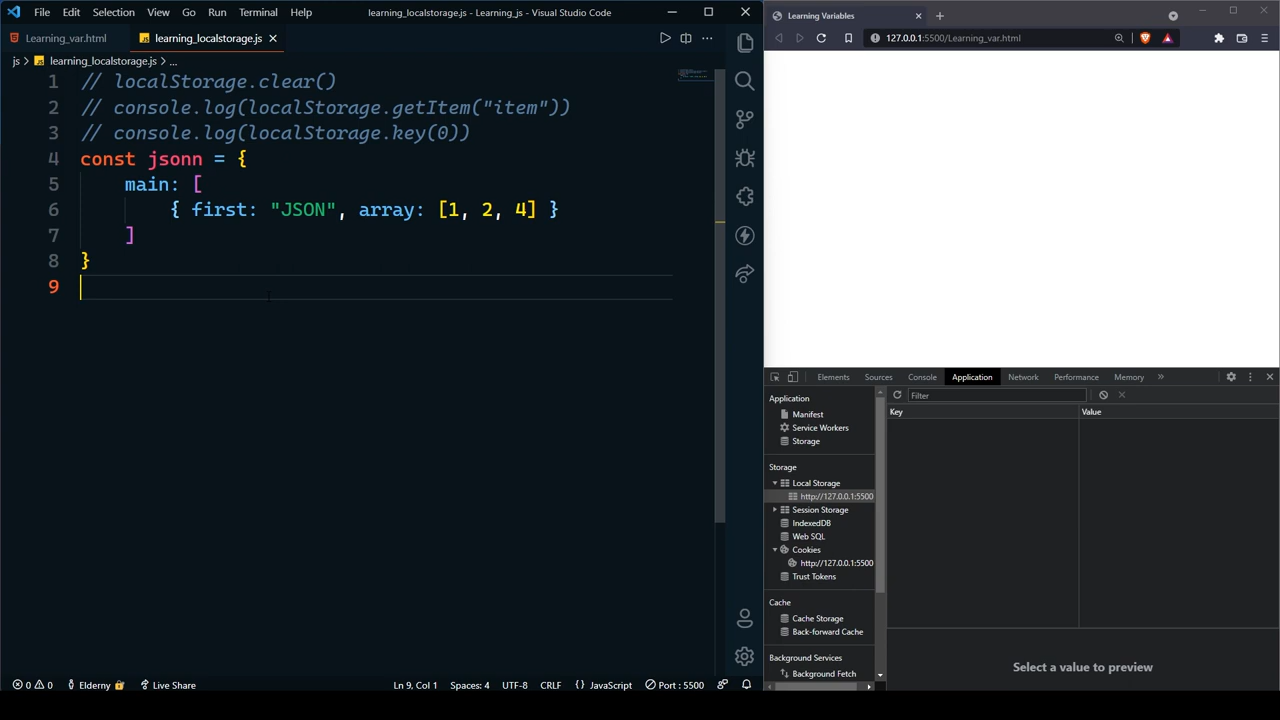 File Edit Selection View Go Run Terminal Help learning_localstorage.js - Learning_js - Visual Studio Code
Learning_var.html JS learning_localstorage.js
js > JS learning_localstorage.js > ...
1 // localStorage.clear()
2 // console.log(localStorage.getItem("item"))
3 // console.log(localStorage.key(0))
4 const jsonn = {
5 main: [
6 { first: "JSON", array: [1, 2, 4] }
7 ]
8 }
9
0 0 Elderny Live Share Ln 9, Col 1 Spaces: 4 UTF-8 CRLF {} JavaScript Port : 5500
Learning Variables
127.0.0.1:5500/Learning_var.html
Elements Sources Console Application Network Performance Memory »
Application
Manifest
Service Workers
Storage
Storage
Local Storage
http://127.0.0.1:5500
Session Storage
IndexedDB
Web SQL
Cookies
http://127.0.0.1:5500
Trust Tokens
Cache
Cache Storage
Back-forward Cache
Background Services
Background Fetch
Filter
Key Value
Select a value to preview